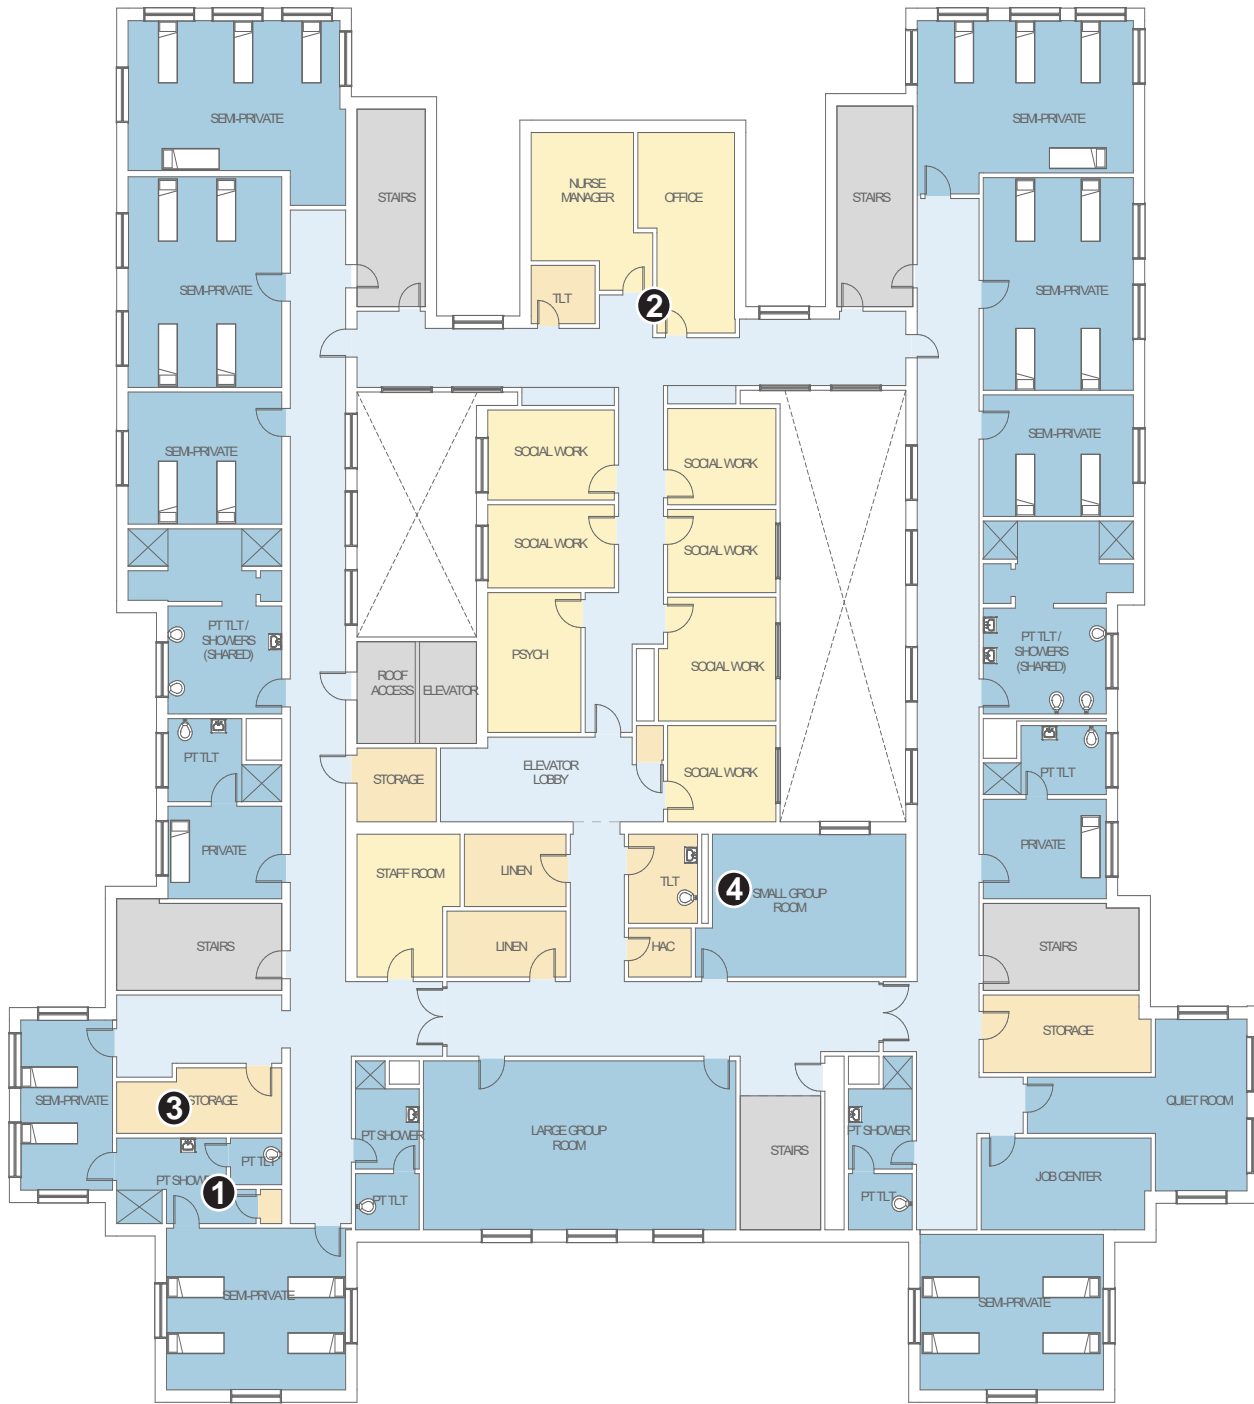 SEMI-PRIVATE
SEMI-PRIVATE
STAIRS
NURSE
MANAGER
OFFICE
STAIRS
SEMI-PRIVATE
SEMI-PRIVATE
TLT
2
SEMI-PRIVATE
SEMI-PRIVATE
SOCIAL WORK
SOCIAL WORK
SEMI-PRIVATE
SOCIAL WORK
SOCIAL WORK
PT TLT /
SHOWERS
(SHARED)
PSYCH
SOCIAL WORK
PT TLT /
SHOWERS
(SHARED)
ROOF
ACCESS
ELEVATOR
PT TLT
STORAGE
ELEVATOR
LOBBY
SOCIAL WORK
PT TLT
PRIVATE
STAFF ROOM
LINEN
TLT
4
SMALL GROUP
ROOM
PRIVATE
STAIRS
LINEN
HAC
STAIRS
STORAGE
SEMI-PRIVATE
3
STORAGE
PT SHOWER
LARGE GROUP
ROOM
STAIRS
PT SHOWER
QUIET ROOM
PT TLT
PT SHOWER
1
PT TLT
PT TLT
JOB CENTER
SEMI-PRIVATE
SEMI-PRIVATE